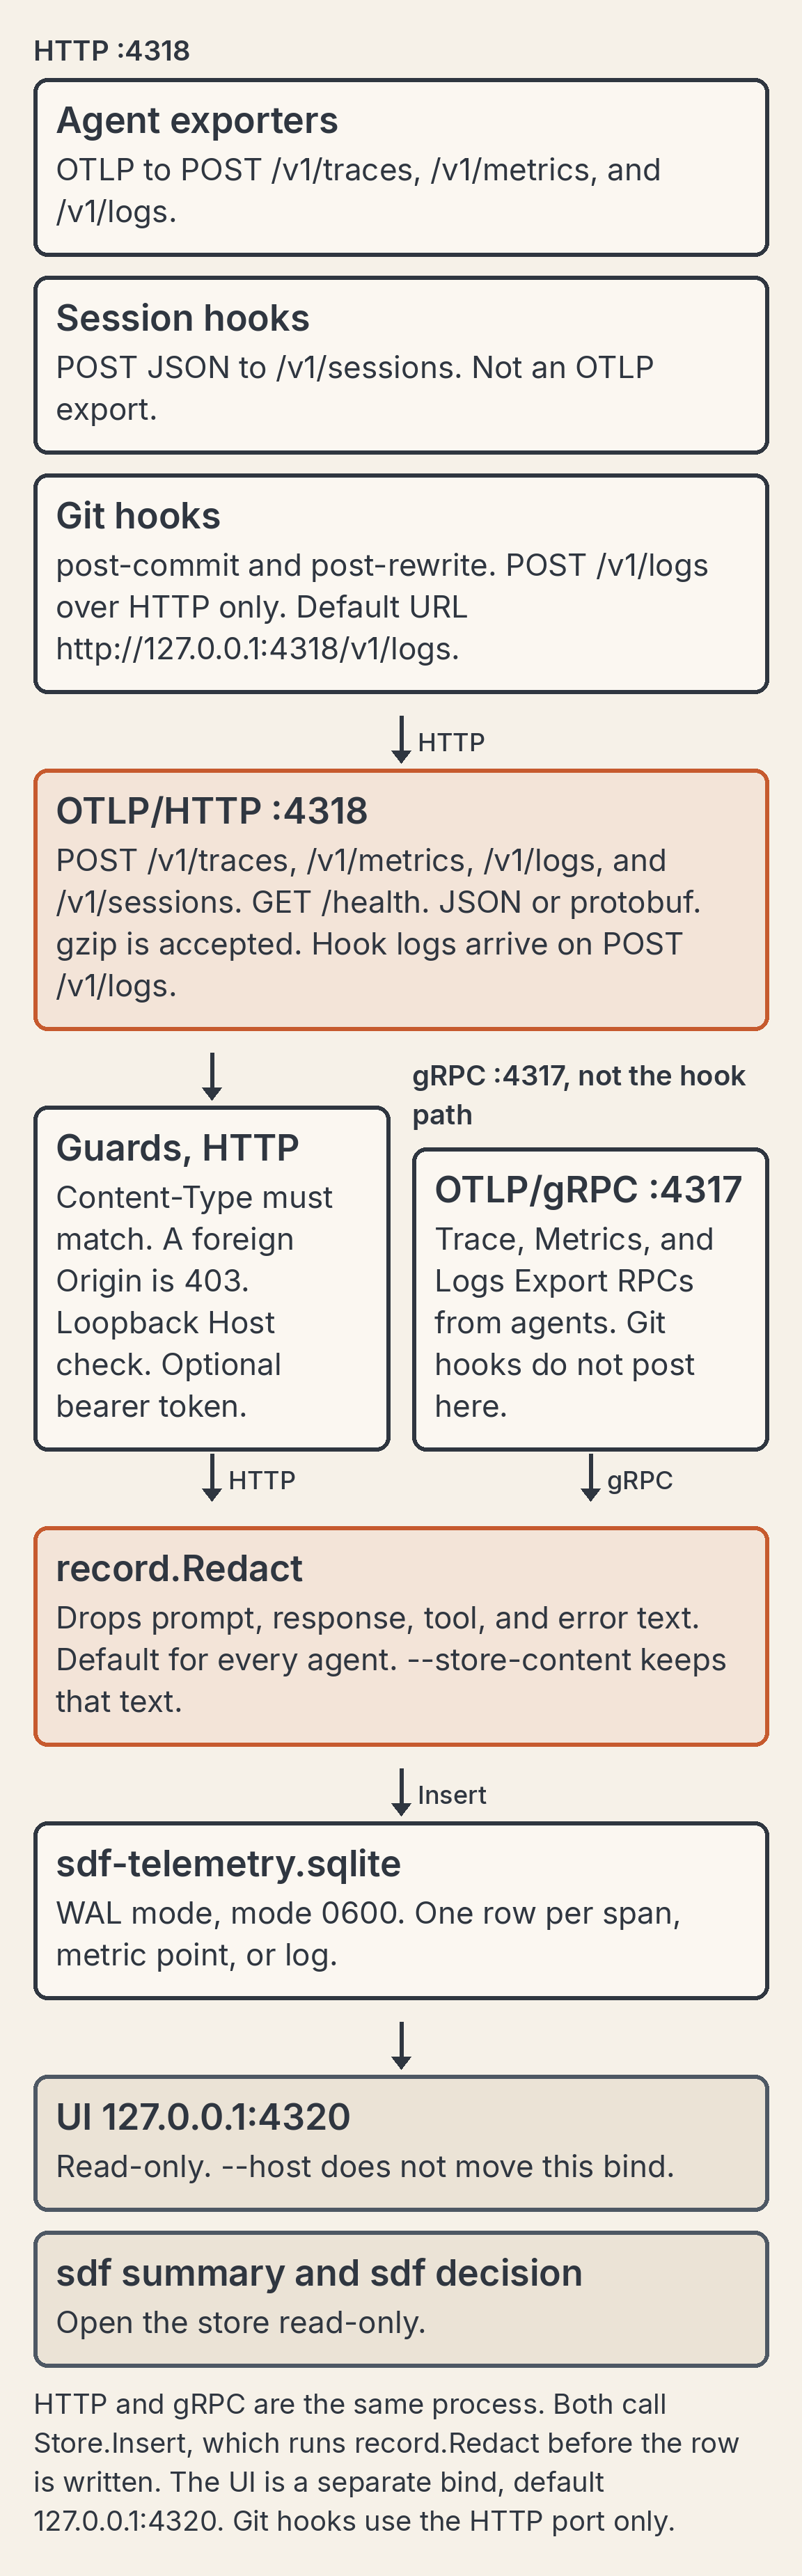 HTTP :4318
Agent exporters
OTLP to POST /v1/traces, /v1/metrics, and
/v1/logs.
Session hooks
POST JSON to /v1/sessions. Not an OTLP
export.
Git hooks
post-commit and post-rewrite. POST /v1/logs
over HTTP only. Default URL
http://127.0.0.1:4318/v1/logs.
HTTP
OTLP/HTTP :4318
POST /v1/traces, /v1/metrics, /v1/logs, and
/v1/sessions. GET /health. JSON or protobuf.
gzip is accepted. Hook logs arrive on POST
/v1/logs.
Guards, HTTP
Content-Type must
match. A foreign
Origin is 403.
Loopback Host
check. Optional
bearer token.
HTTP
gRPC :4317, not the hook
path
OTLP/gRPC :4317
Trace, Metrics, and
Logs Export RPCs
from agents. Git
hooks do not post
here.
gRPC
record.Redact
Drops prompt, response, tool, and error text.
Default for every agent. --store-content keeps
that text.
Insert
sdf-telemetry.sqlite
WAL mode, mode 0600. One row per span,
metric point, or log.
UI 127.0.0.1:4320
Read-only. --host does not move this bind.
sdf summary and sdf decision
Open the store read-only.
HTTP and gRPC are the same process. Both call
Store.Insert, which runs record.Redact before the row
is written. The UI is a separate bind, default
127.0.0.1:4320. Git hooks use the HTTP port only.